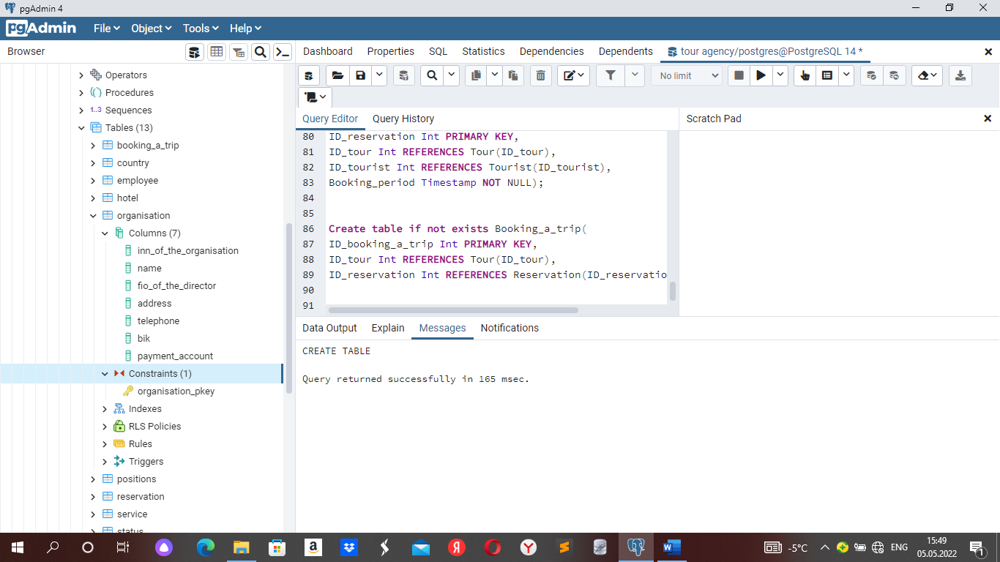 pgAdmin 4
pgAdmin File Object Tools Help
Browser
Dashboard Properties SQL Statistics Dependencies Dependents tour agency/postgres@PostgreSQL 14 *
No limit
Operators
Procedures
1..3 Sequences
Tables (13)
booking_a_trip
country
employee
hotel
organisation
Columns (7)
inn_of_the_organisation
name
fio_of_the_director
address
telephone
bik
payment_account
Constraints (1)
organisation_pkey
Indexes
RLS Policies
Rules
Triggers
positions
reservation
service
status
Query Editor Query History
Scratch Pad
80 ID_reservation Int PRIMARY KEY,
81 ID_tour Int REFERENCES Tour(ID_tour),
82 ID_tourist Int REFERENCES Tourist(ID_tourist),
83 Booking_period Timestamp NOT NULL);
84
85
86 Create table if not exists Booking_a_trip(
87 ID_booking_a_trip Int PRIMARY KEY,
88 ID_tour Int REFERENCES Tour(ID_tour),
89 ID_reservation Int REFERENCES Reservation(ID_reservatio
90
91
Data Output Explain Messages Notifications
CREATE TABLE
Query returned successfully in 165 msec.
-5°C ENG 15:49
05.05.2022
1